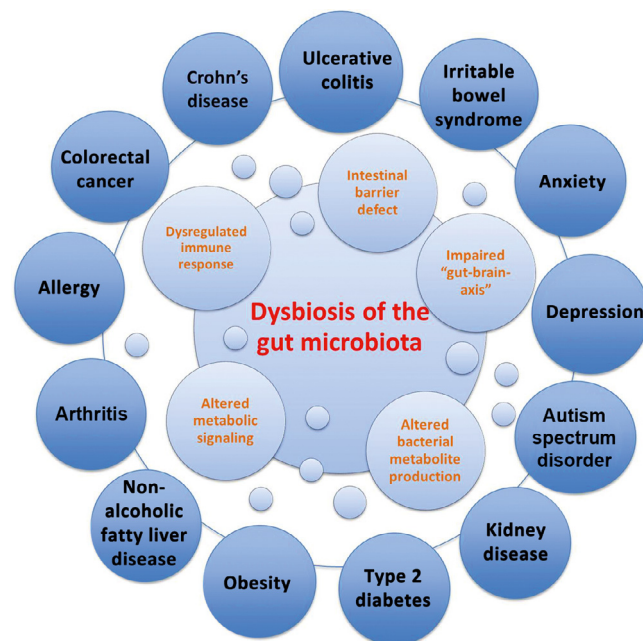 Ulcerative
colitis
Irritable
bowel
syndrome
Anxiety
Depression
Autism
spectrum
disorder
Kidney
disease
Type 2
diabetes
Obesity
Non-
alcoholic
fatty liver
disease
Arthritis
Allergy
Colorectal
cancer
Crohn’s
disease
Intestinal
barrier
defect
Impaired
“gut-brain-
axis”
Altered
bacterial
metabolite
production
Altered
metabolic
signaling
Dysregulated
immune
response
Dysbiosis of the
gut microbiota